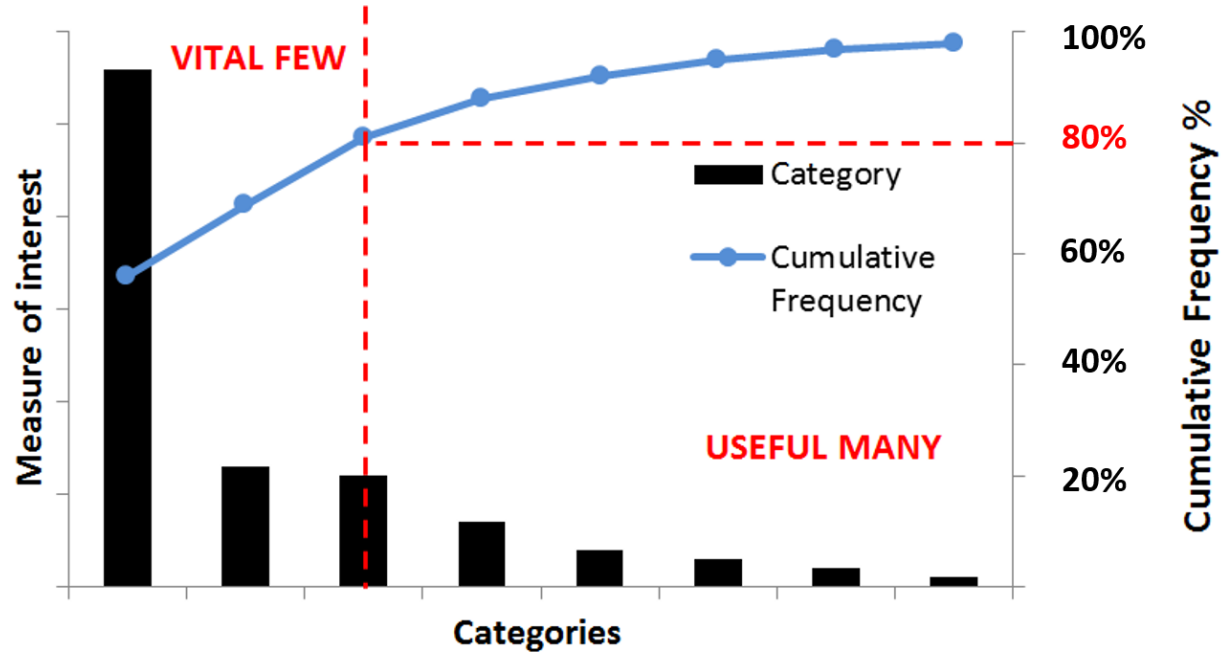 VITAL FEW
100%
80%
Category
60%
Cumulative
Frequency
40%
USEFUL MANY
20%
Measure of interest
Cumulative Frequency %
Categories